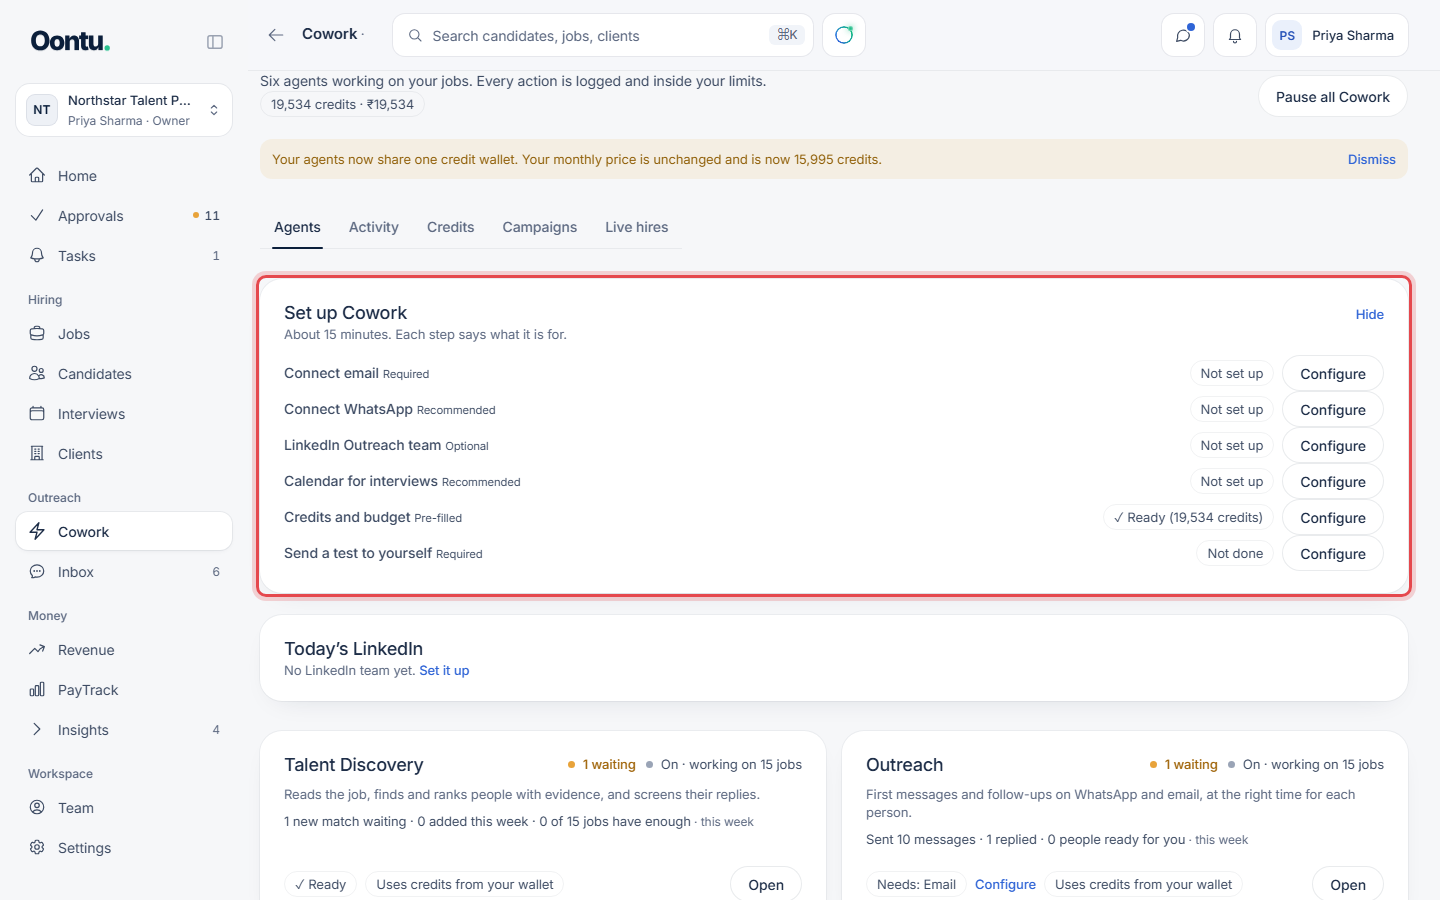 Oontu.
NT
Northstar Talent P...
Priya Sharma · Owner
Home
Approvals
11
Tasks
1
Hiring
Jobs
Candidates
Interviews
Clients
Outreach
Cowork
Inbox
6
Money
Revenue
PayTrack
Insights
4
Workspace
Team
Settings
Cowork ·
Search candidates, jobs, clients
⌘K
PS
Priya Sharma
Six agents working on your jobs. Every action is logged and inside your limits.
19,534 credits · ₹19,534
Pause all Cowork
Your agents now share one credit wallet. Your monthly price is unchanged and is now 15,995 credits.
Dismiss
Agents
Activity
Credits
Campaigns
Live hires
Set up Cowork
Hide
About 15 minutes. Each step says what it is for.
Connect email Required
Not set up
Configure
Connect WhatsApp Recommended
Not set up
Configure
LinkedIn Outreach team Optional
Not set up
Configure
Calendar for interviews Recommended
Not set up
Configure
Credits and budget Pre-filled
✓ Ready (19,534 credits)
Configure
Send a test to yourself Required
Not done
Configure
Today’s LinkedIn
No LinkedIn team yet. Set it up
Talent Discovery
1 waiting
On · working on 15 jobs
Reads the job, finds and ranks people with evidence, and screens their replies.
1 new match waiting · 0 added this week · 0 of 15 jobs have enough · this week
✓ Ready
Uses credits from your wallet
Open
Outreach
1 waiting
On · working on 15 jobs
First messages and follow-ups on WhatsApp and email, at the right time for each
person.
Sent 10 messages · 1 replied · 0 people ready for you · this week
Needs: Email
Configure
Uses credits from your wallet
Open